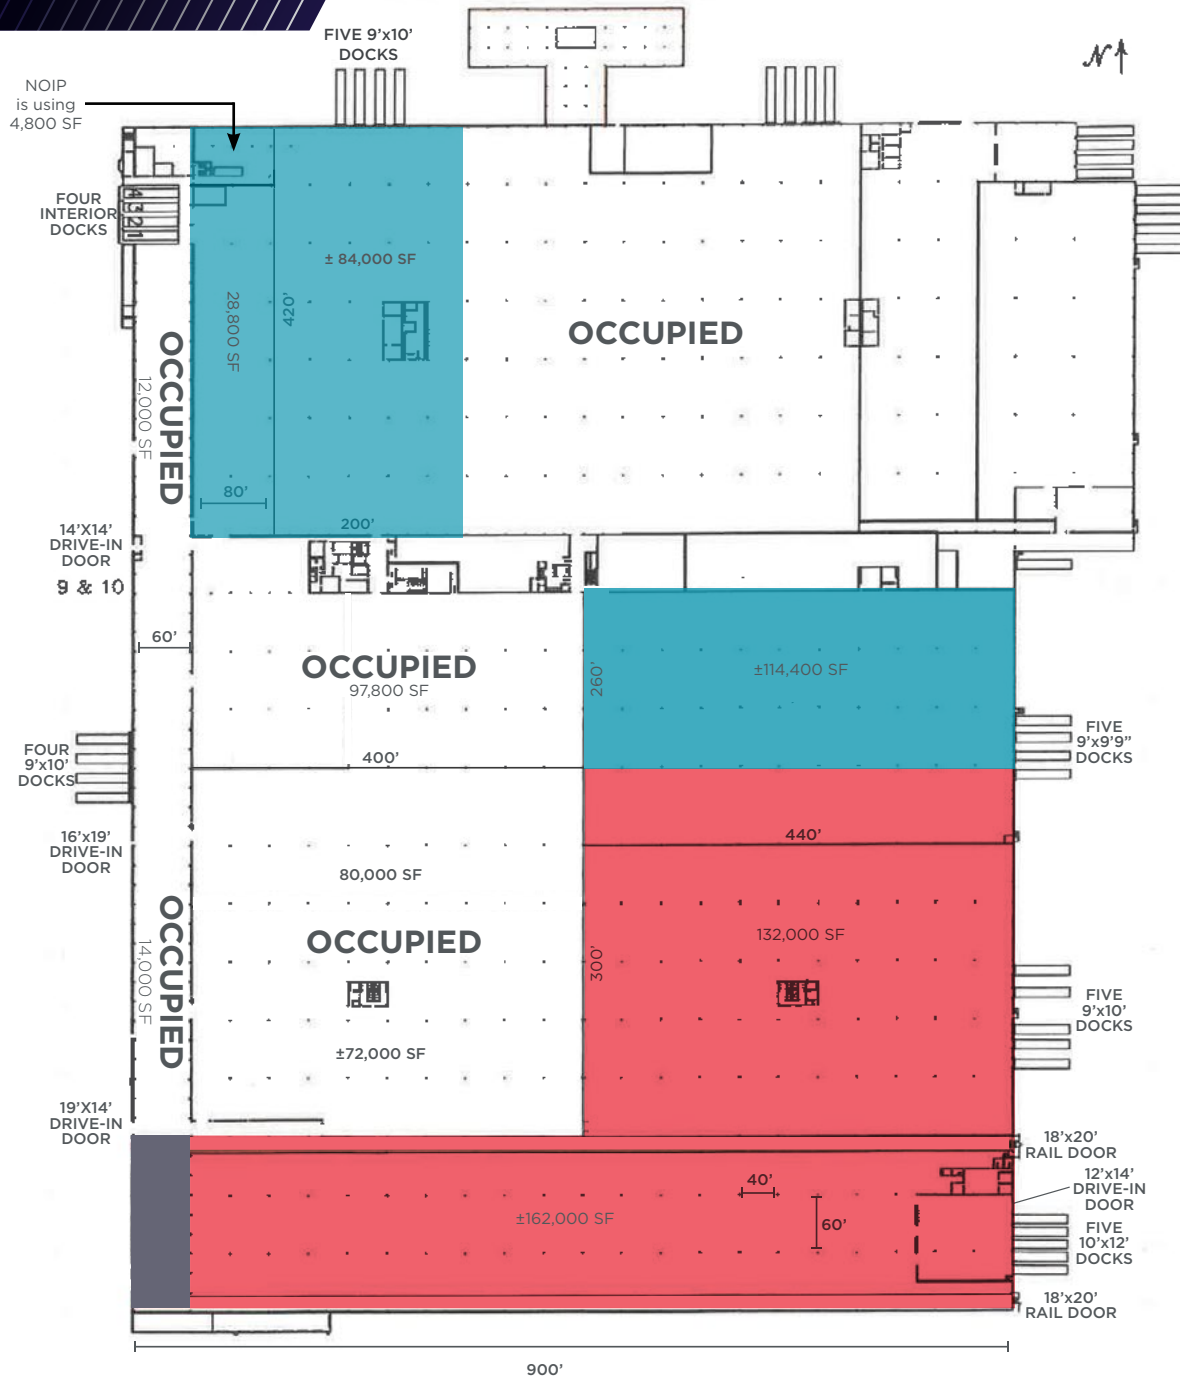 FIVE 9'x10'
DOCKS
N
NOIP
is using
4,800 SF
FOUR
INTERIOR
DOCKS
4
3
2
1
± 84,000 SF
28,800 SF
420'
OCCUPIED
OCCUPIED
12,000 SF
80'
200'
14'X14'
DRIVE-IN
DOOR
9 & 10
60'
OCCUPIED
97,800 SF
260'
±114,400 SF
FOUR
9'x10'
DOCKS
400'
FIVE
9'x9'9"
DOCKS
16'x19'
DRIVE-IN
DOOR
440'
80,000 SF
OCCUPIED
14,000 SF
OCCUPIED
132,000 SF
300'
FIVE
9'x10'
DOCKS
±72,000 SF
19'X14'
DRIVE-IN
DOOR
18'x20'
RAIL DOOR
12'x14'
DRIVE-IN
DOOR
40'
60'
±162,000 SF
FIVE
10'x12'
DOCKS
18'x20'
RAIL DOOR
900'